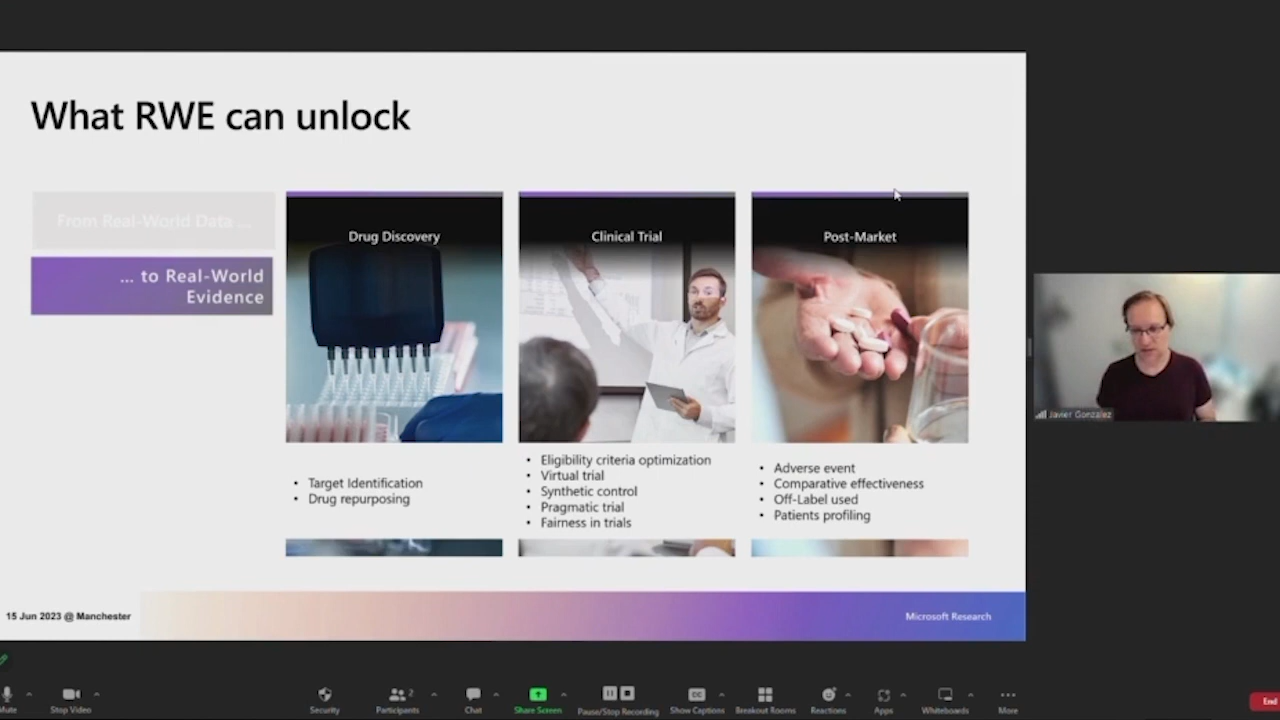 What RWE can unlock
From Real-World Data ...
... to Real-World
Evidence
Drug Discovery
Clinical Trial
Post-Market
• Target Identification
• Drug repurposing
• Eligibility criteria optimization
• Virtual trial
• Synthetic control
• Pragmatic trial
• Fairness in trials
• Adverse event
• Comparative effectiveness
• Off-Label used
• Patients profiling
Javier González
15 Jun 2023 @ Manchester
Microsoft Research
Mute
Stop Video
Security
2
Participants
Chat
Share Screen
Pause/Stop Recording
CC
Show Captions
Breakout Rooms
Reactions
Apps
Whiteboards
More
End